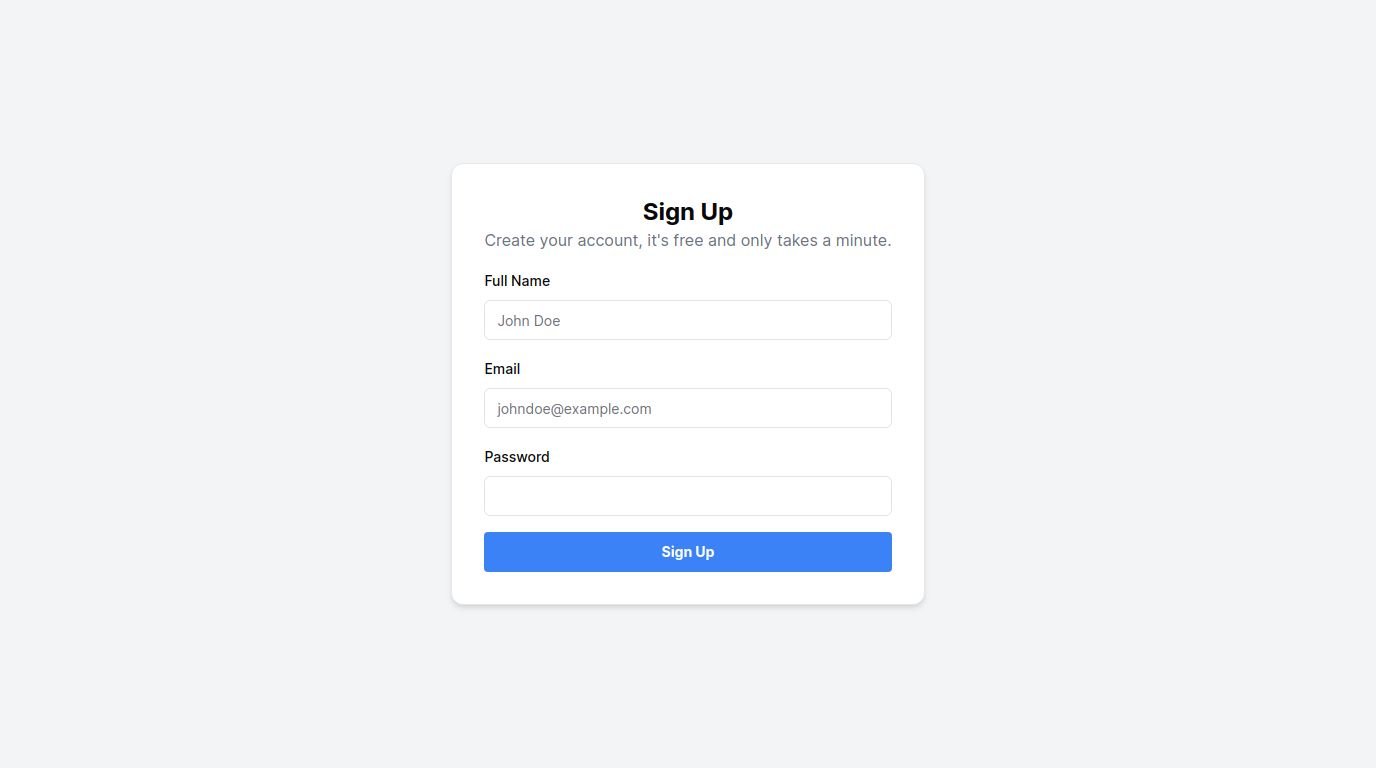 Sign Up
Create your account, it's free and only takes a minute.
Full Name
John Doe
Email
johndoe@example.com
Password
Sign Up